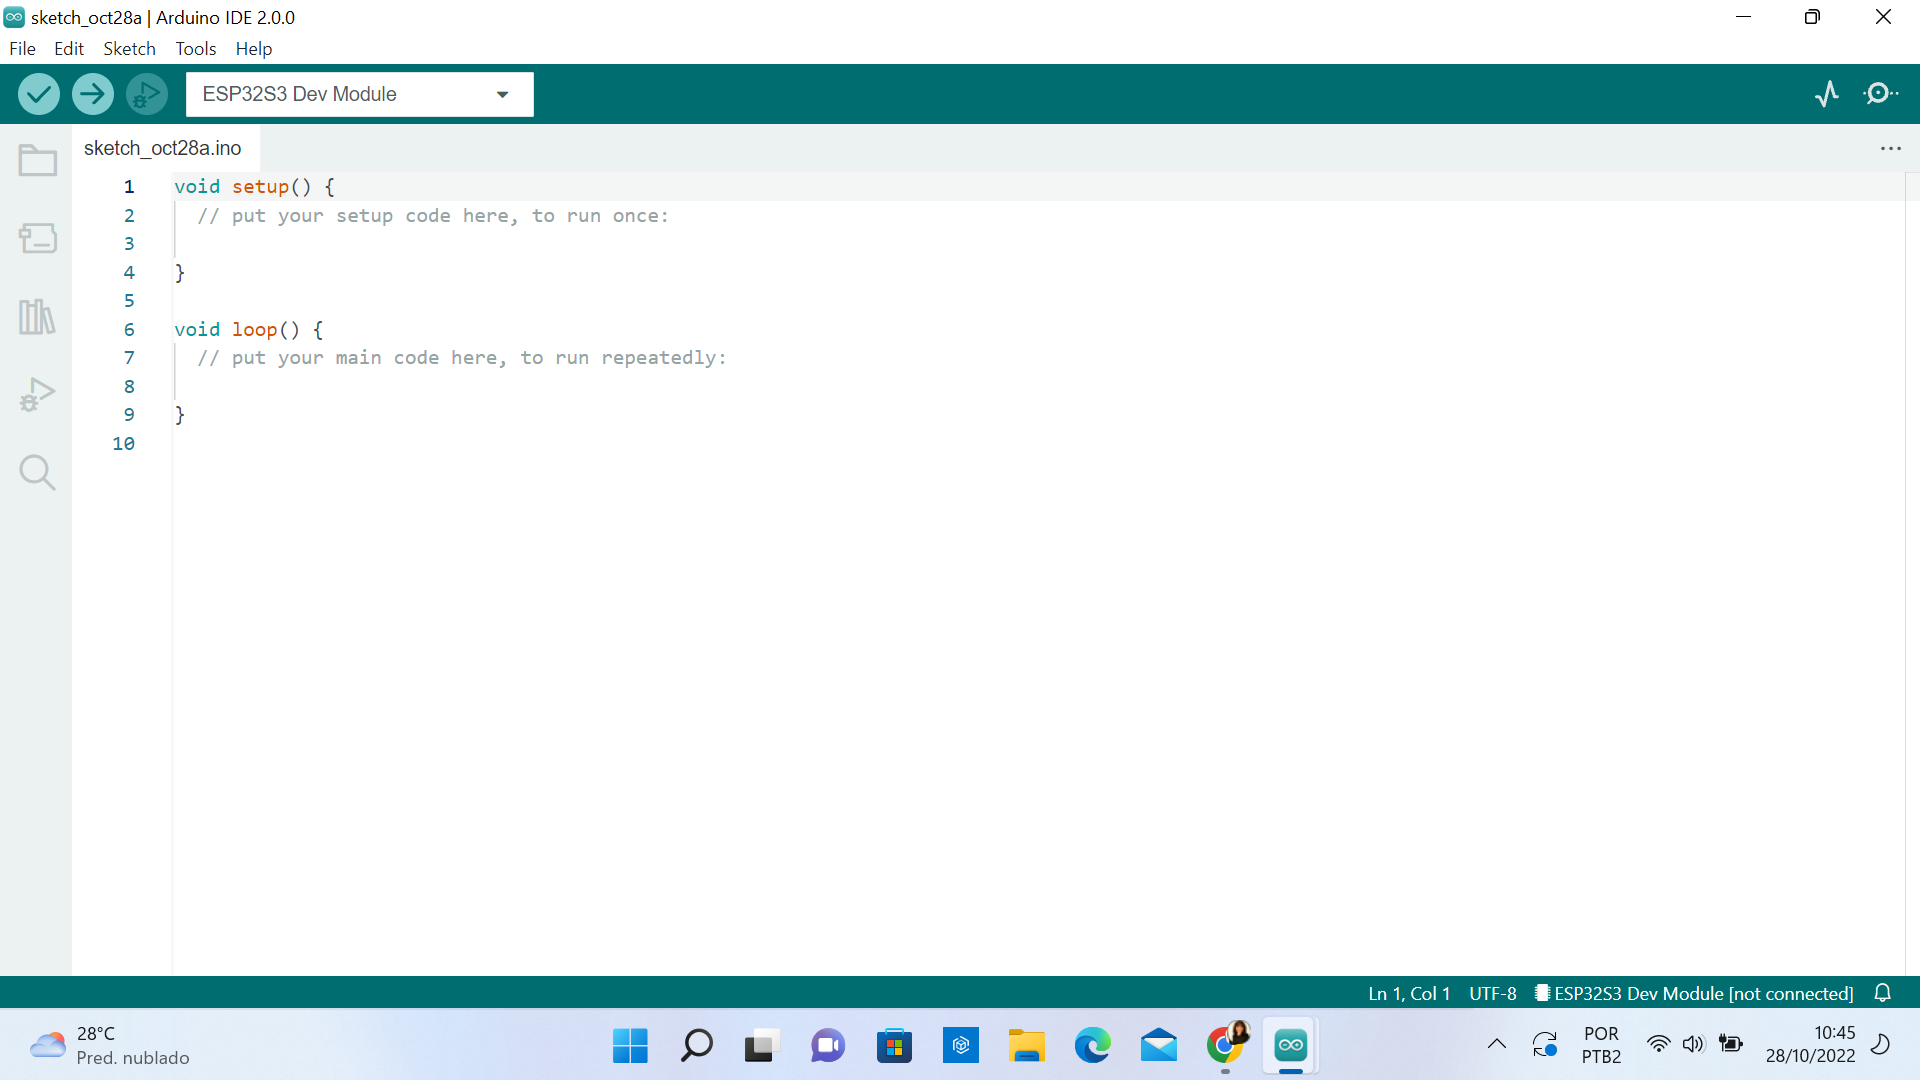 sketch_oct28a | Arduino IDE 2.0.0
File Edit Sketch Tools Help
ESP32S3 Dev Module
sketch_oct28a.ino
1 void setup() {
2 // put your setup code here, to run once:
3
4 }
5
6 void loop() {
7 // put your main code here, to run repeatedly:
8
9 }
10
Ln 1, Col 1 UTF-8 ESP32S3 Dev Module [not connected]
28°C
Pred. nublado
POR
PTB2
10:45
28/10/2022